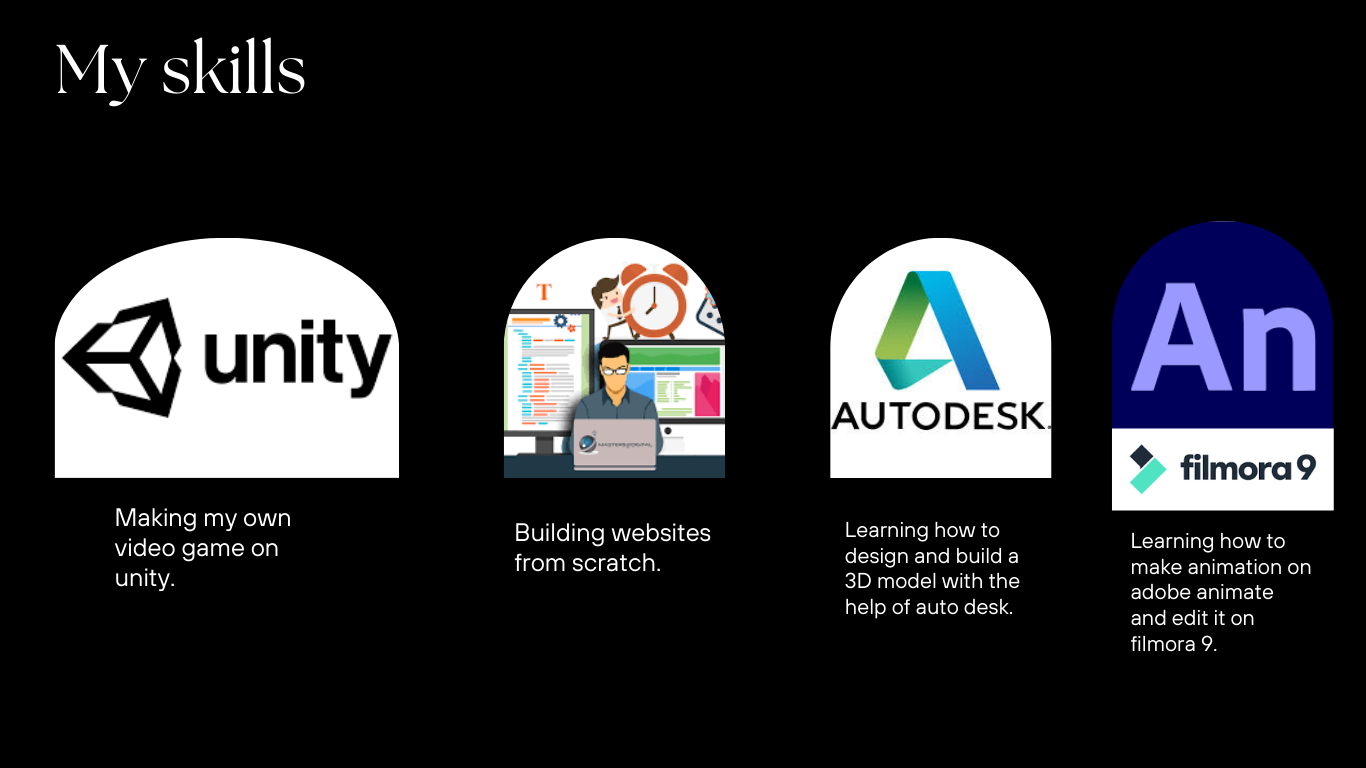 My skills
unity
T
AUTODESK.
An
filmora 9
Making my own
video game on
unity.
Building websites
from scratch.
Learning how to
design and build a
3D model with the
help of auto desk.
Learning how to
make animation on
adobe animate
and edit it on
filmora 9.